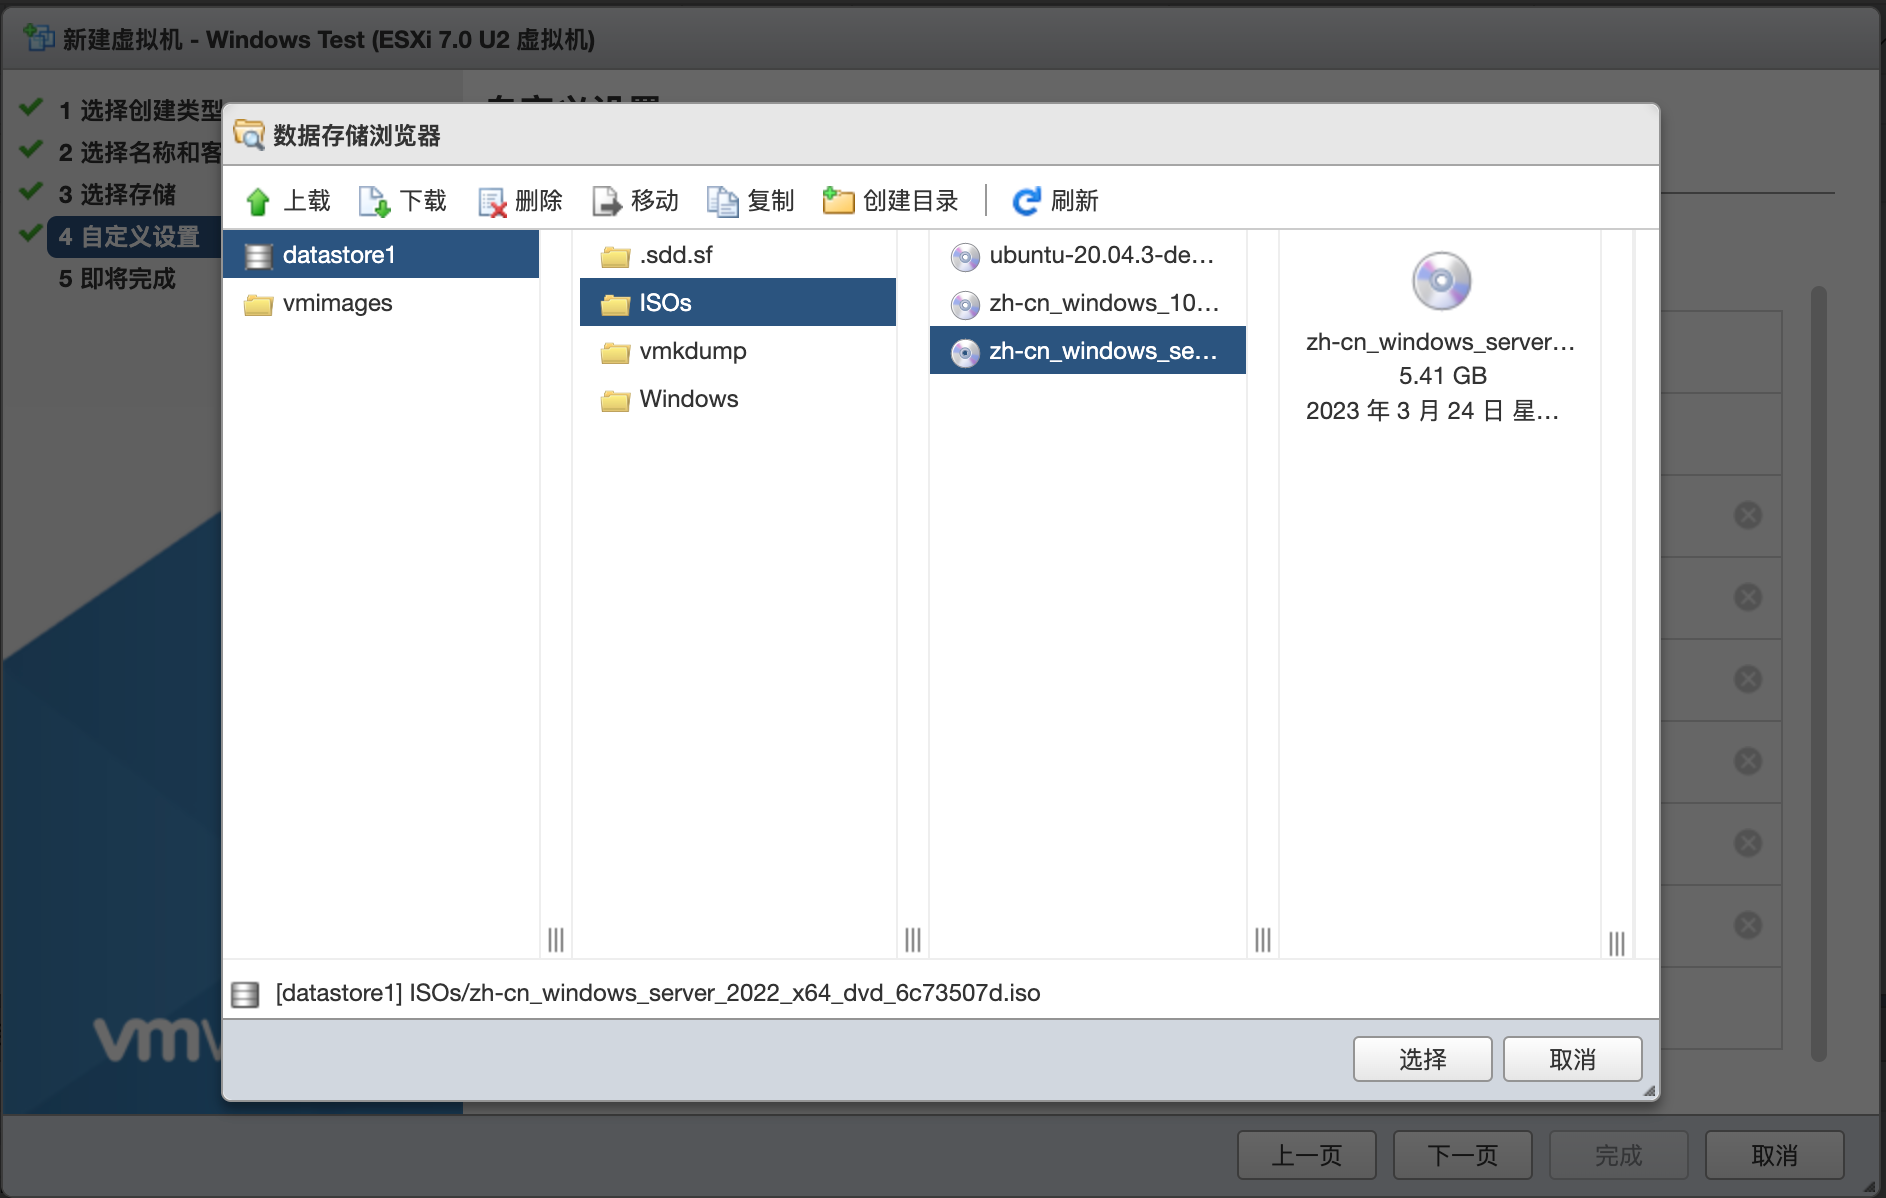 新建虚拟机 - Windows Test (ESXi 7.0 U2 虚拟机)
1 选择创建类型
2 选择名称和客
3 选择存储
4 自定义设置
5 即将完成
自定义设置
数据存储浏览器
上载 下载 删除 移动 复制 创建目录 刷新
datastore1
vmimages
.sdd.sf
ISOs
vmkdump
Windows
ubuntu-20.04.3-de...
zh-cn_windows_10...
zh-cn_windows_se...
zh-cn_windows_server...
5.41 GB
2023 年 3 月 24 日 星...
[datastore1] ISOs/zh-cn_windows_server_2022_x64_dvd_6c73507d.iso
选择 取消
vmv
上一页 下一页 完成 取消